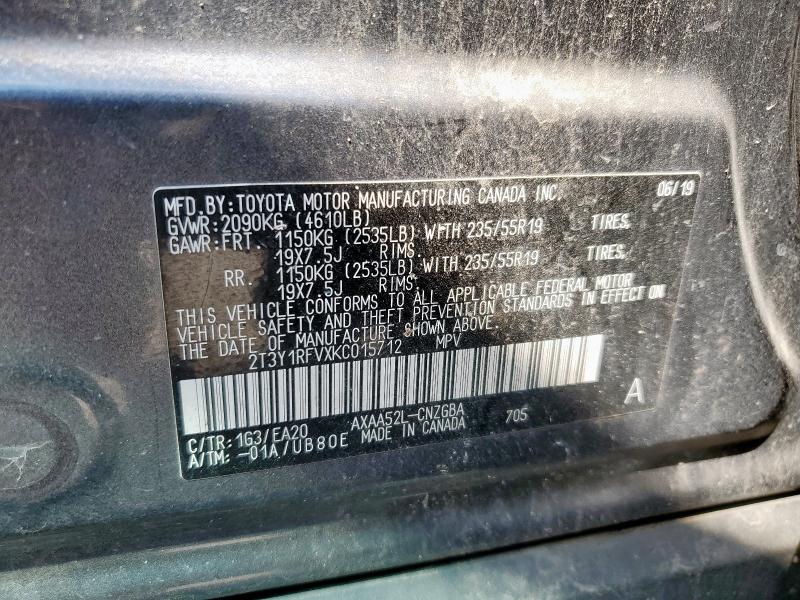 MFD. BY: TOYOTA MOTOR MANUFACTURING CANADA INC. 06/19
GVWR: 2090KG (4610LB)
GAWR: FRT. 1150KG (2535LB) WITH 235/55R19 TIRES.
19X7.5J RIMS.
RR. 1150KG (2535LB) WITH 235/55R19 TIRES.
19X7.5J RIMS.
THIS VEHICLE CONFORMS TO ALL APPLICABLE FEDERAL MOTOR
VEHICLE SAFETY AND THEFT PREVENTION STANDARDS IN EFFECT ON
THE DATE OF MANUFACTURE SHOWN ABOVE.
2T3Y1RFVXKC015712 MPV
A
C/TR: 1G3/EA20 AXAA52L-CNZGBA 705
A/TM: -01A/UB80E MADE IN CANADA